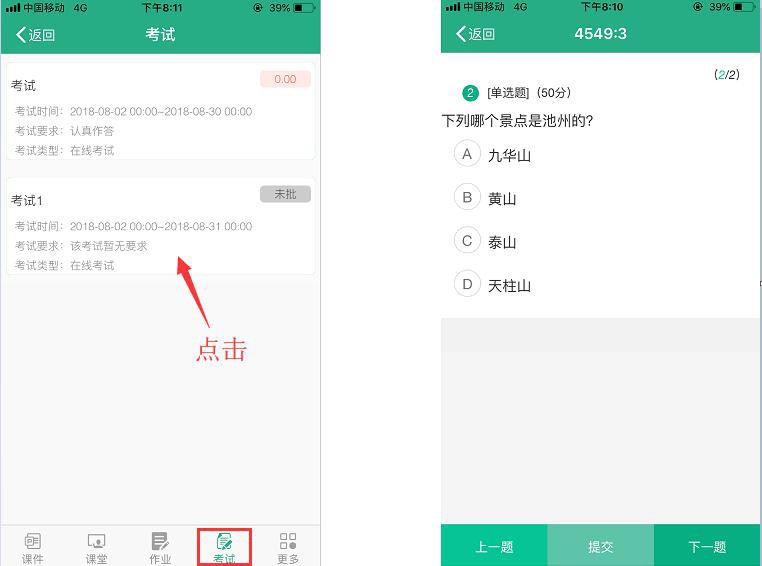 中国移动 4G 下午8:11 39%
返回 考试
考试 0.00
考试时间：2018-08-02 00:00~2018-08-30 00:00
考试要求：认真作答
考试类型：在线考试
考试1 未批
考试时间：2018-08-02 00:00~2018-08-31 00:00
考试要求：该考试暂无要求
考试类型：在线考试
点击
课件 课堂 作业 考试 更多
中国移动 4G 下午8:10 39%
返回 4549:3
(2/2)
2 [单选题]（50分）
下列哪个景点是池州的?
A 九华山
B 黄山
C 泰山
D 天柱山
上一题 提交 下一题